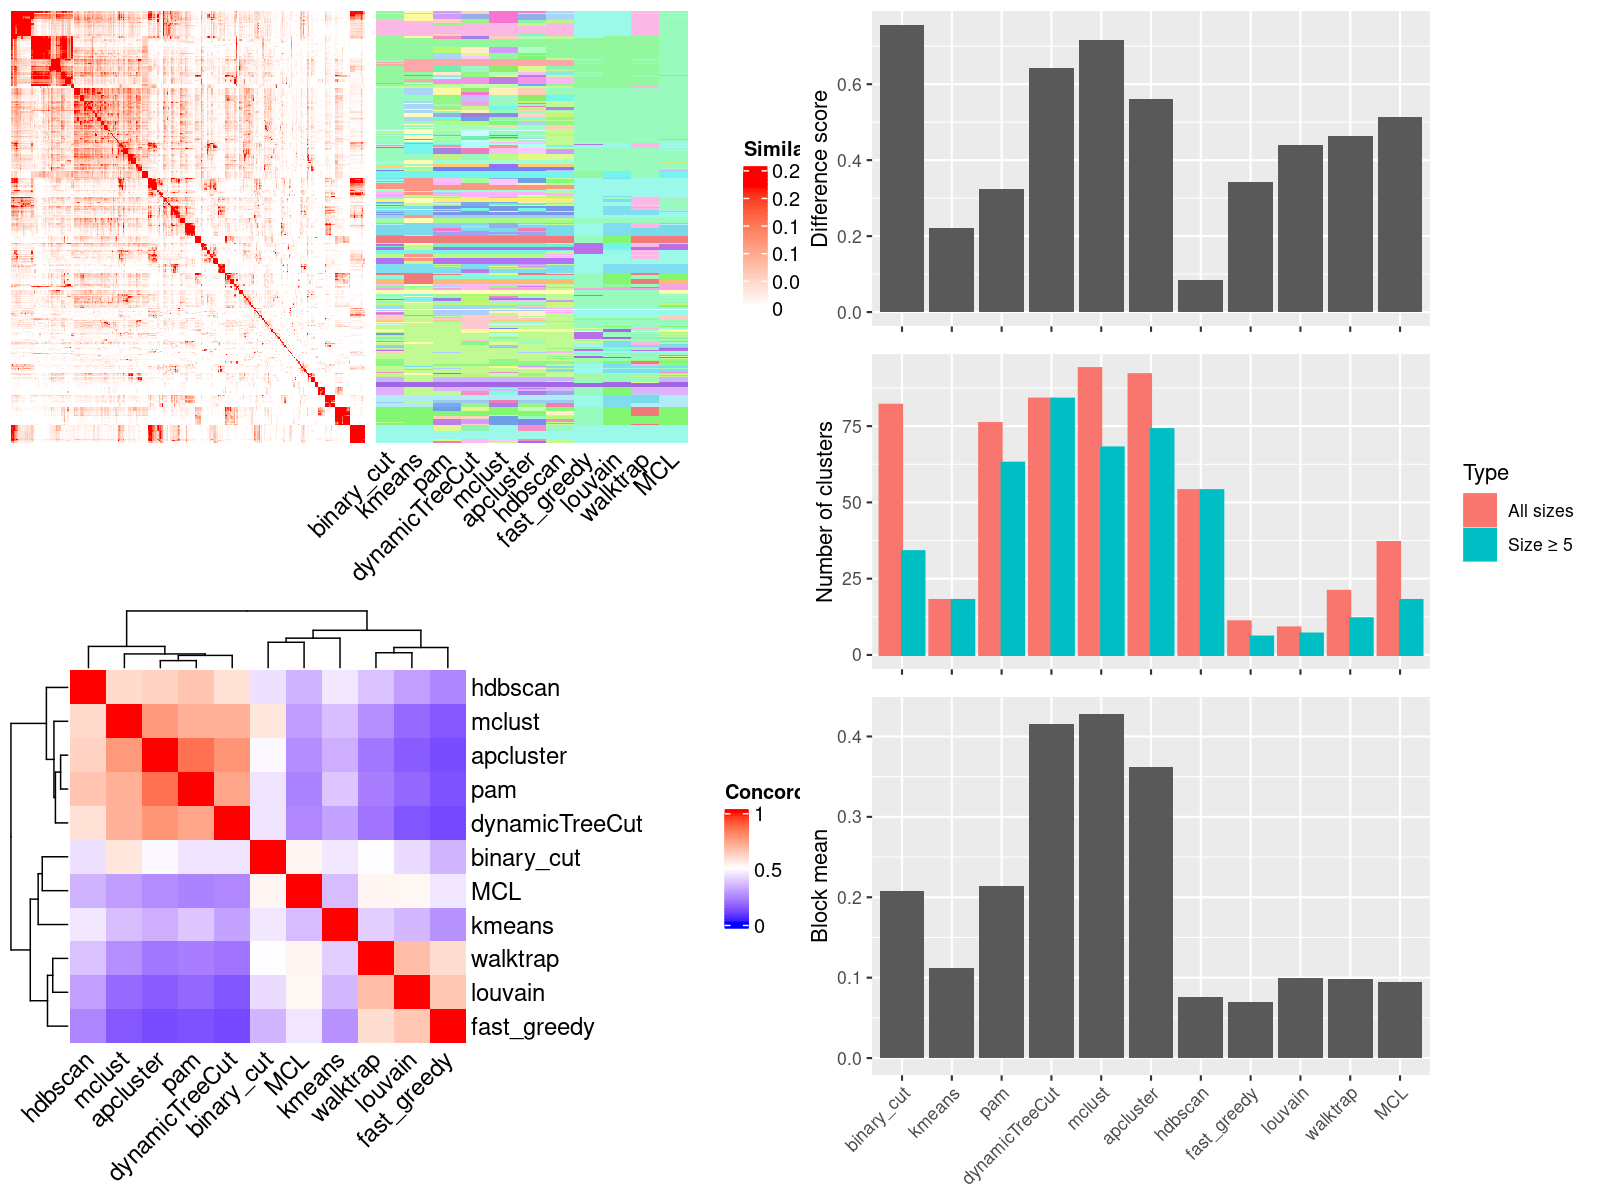 Simila
0.2
0.2
0.1
0.1
0.0
0
binary_cut
kmeans
pam
dynamicTreeCut
mclust
apcluster
hdbscan
fast_greedy
louvain
walktrap
MCL
hdbscan
mclust
apcluster
pam
dynamicTreeCut
binary_cut
MCL
kmeans
walktrap
louvain
fast_greedy
hdbscan
mclust
apcluster
pam
dynamicTreeCut
binary_cut
MCL
kmeans
walktrap
louvain
fast_greedy
Concord
1
0.5
0
Difference score
0.6
0.4
0.2
0.0
Number of clusters
75
50
25
0
Type
All sizes
Size ≥ 5
Block mean
0.4
0.3
0.2
0.1
0.0
binary_cut
kmeans
pam
dynamicTreeCut
mclust
apcluster
hdbscan
fast_greedy
louvain
walktrap
MCL